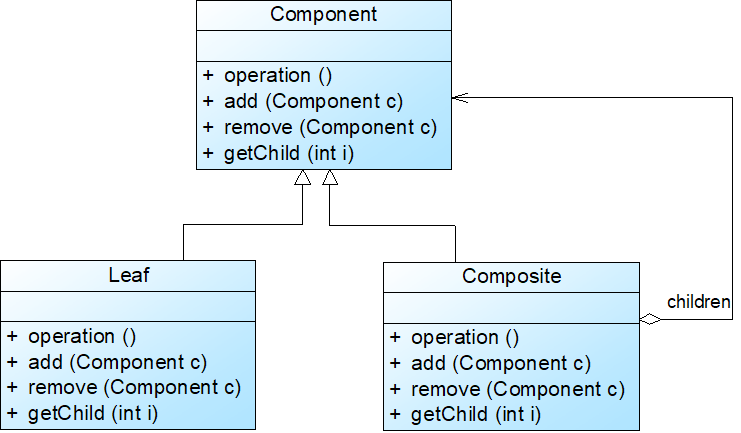 Component
+ operation ()
+ add (Component c)
+ remove (Component c)
+ getChild (int i)
Leaf
+ operation ()
+ add (Component c)
+ remove (Component c)
+ getChild (int i)
Composite
+ operation ()
+ add (Component c)
+ remove (Component c)
+ getChild (int i)
children